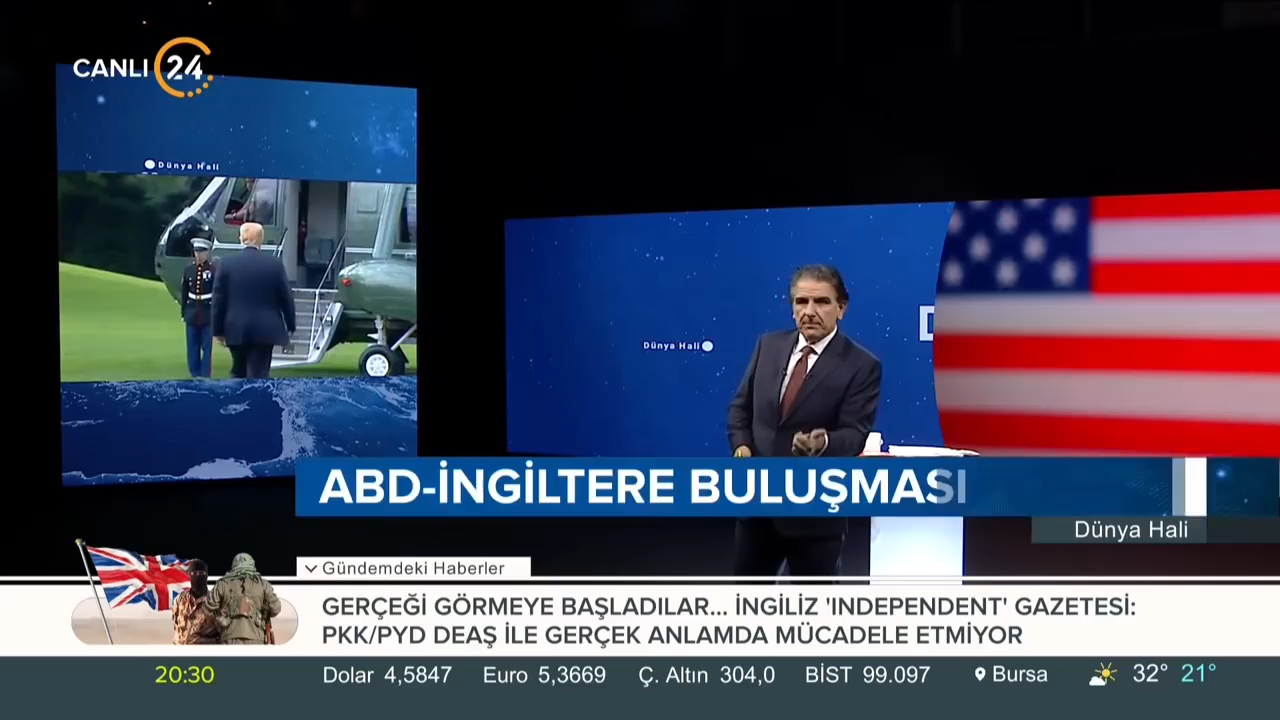 CANLI 24
Dünya Hali
Dünya Hali
D
ABD-İNGİLTERE BULUŞMASI
Dünya Hali
Gündemdeki Haberler
GERÇEĞİ GÖRMEYE BAŞLADILAR... İNGİLİZ 'INDEPENDENT' GAZETESİ:
PKK/PYD DEAŞ İLE GERÇEK ANLAMDA MÜCADELE ETMİYOR
20:30 Dolar 4,5847 Euro 5,3669 Ç. Altın 304,0 BİST 99.097 Bursa 32° 21°